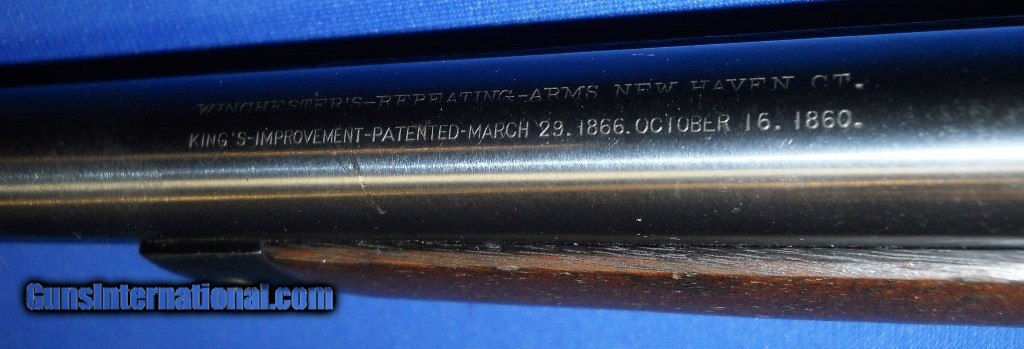 WINCHESTER'S-REPEATING-ARMS. NEW HAVEN. CT.
KING'S-IMPROVEMENT-PATENTED-MARCH 29. 1866. OCTOBER 16. 1860.
GunsInternational.com